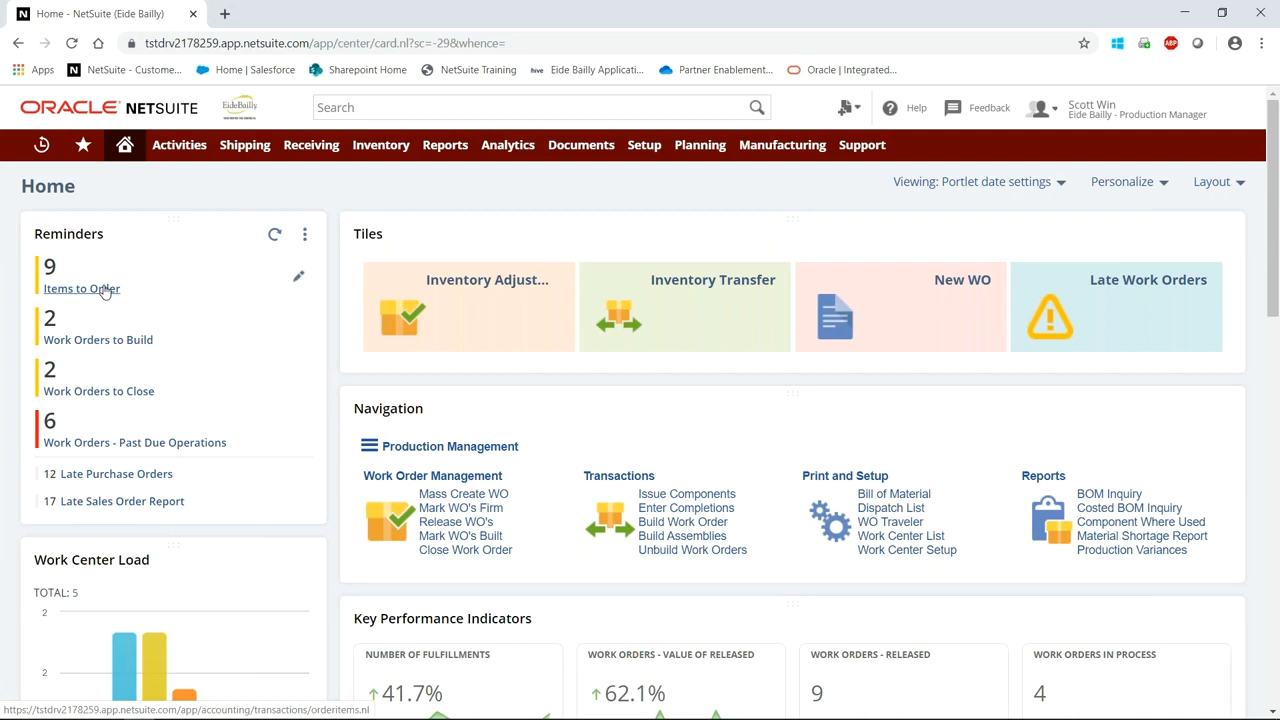 Home - NetSuite (Eide Bailly)
tstdrv2178259.app.netsuite.com/app/center/card.nl?sc=-29&whence=
Apps
NetSuite - Custome...
Home | Salesforce
Sharepoint Home
NetSuite Training
hive Eide Bailly Applicati...
Partner Enablement...
Oracle | Integrated...
ORACLE NETSUITE
EideBailly
Search
Help
Feedback
Scott Win
Eide Bailly - Production Manager
Activities
Shipping
Receiving
Inventory
Reports
Analytics
Documents
Setup
Planning
Manufacturing
Support
Home
Viewing: Portlet date settings
Personalize
Layout
Reminders
9
Items to Order
2
Work Orders to Build
2
Work Orders to Close
6
Work Orders - Past Due Operations
12 Late Purchase Orders
17 Late Sales Order Report
Work Center Load
TOTAL: 5
2
2
https://tstdrv2178259.app.netsuite.com/app/accounting/transactions/orderitems.nl
Tiles
Inventory Adjust...
Inventory Transfer
New WO
Late Work Orders
Navigation
Production Management
Work Order Management
Mass Create WO
Mark WO's Firm
Release WO's
Mark WO's Built
Close Work Order
Transactions
Issue Components
Enter Completions
Build Work Order
Build Assemblies
Unbuild Work Orders
Print and Setup
Bill of Material
Dispatch List
WO Traveler
Work Center List
Work Center Setup
Reports
BOM Inquiry
Costed BOM Inquiry
Component Where Used
Material Shortage Report
Production Variances
Key Performance Indicators
NUMBER OF FULFILLMENTS
41.7%
WORK ORDERS - VALUE OF RELEASED
62.1%
WORK ORDERS - RELEASED
9
WORK ORDERS IN PROCESS
4